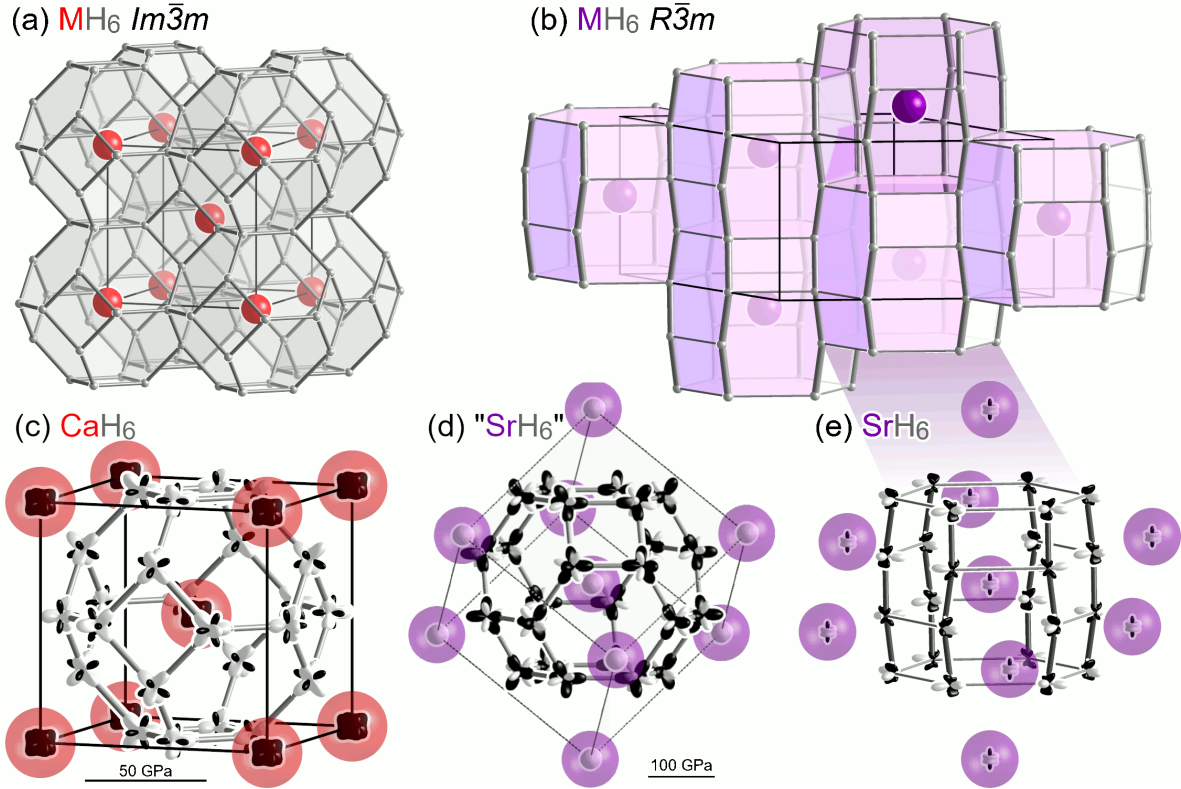 (a) MH₆ Im3̅m
(b) MH₆ R3̅m
(c) CaH₆
(d) "SrH₆"
(e) SrH₆
50 GPa
100 GPa